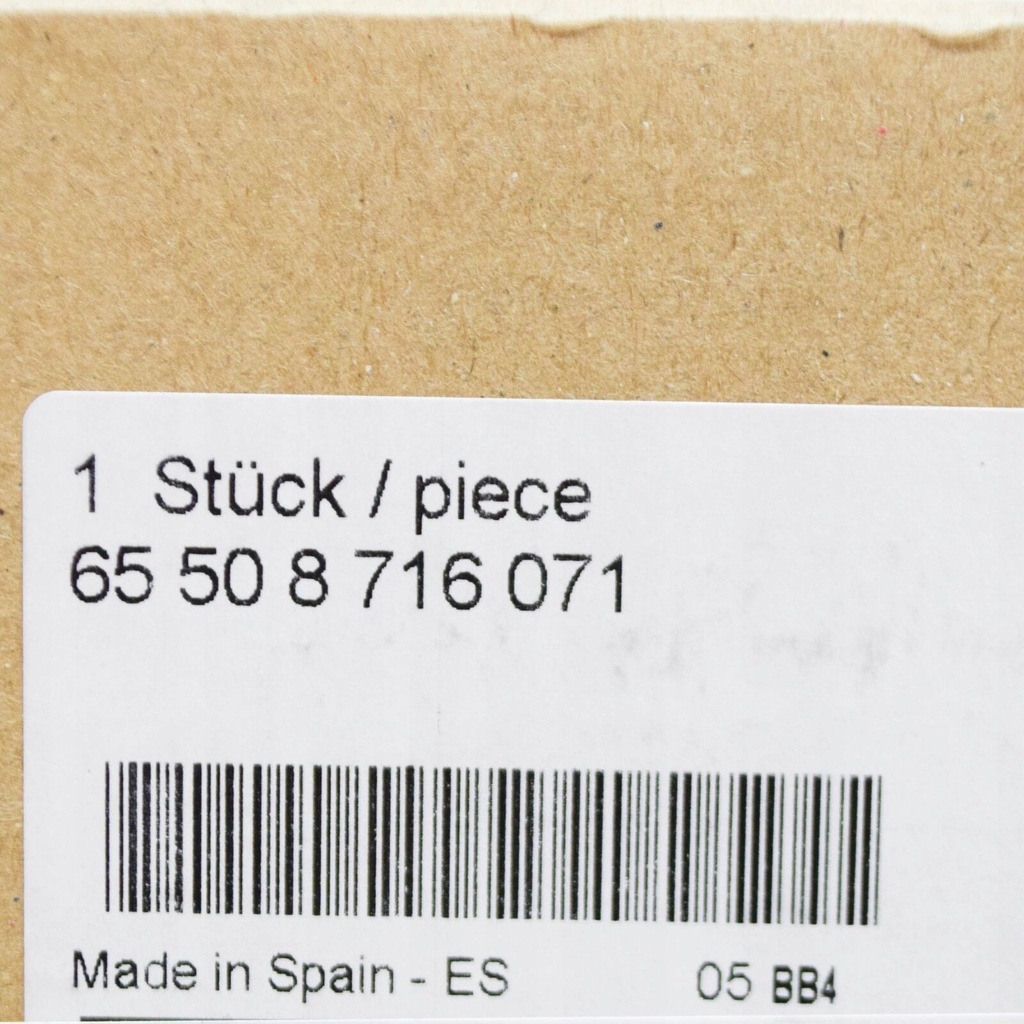 1 Stück / piece
65 50 8 716 071
Made in Spain - ES 05 BB4